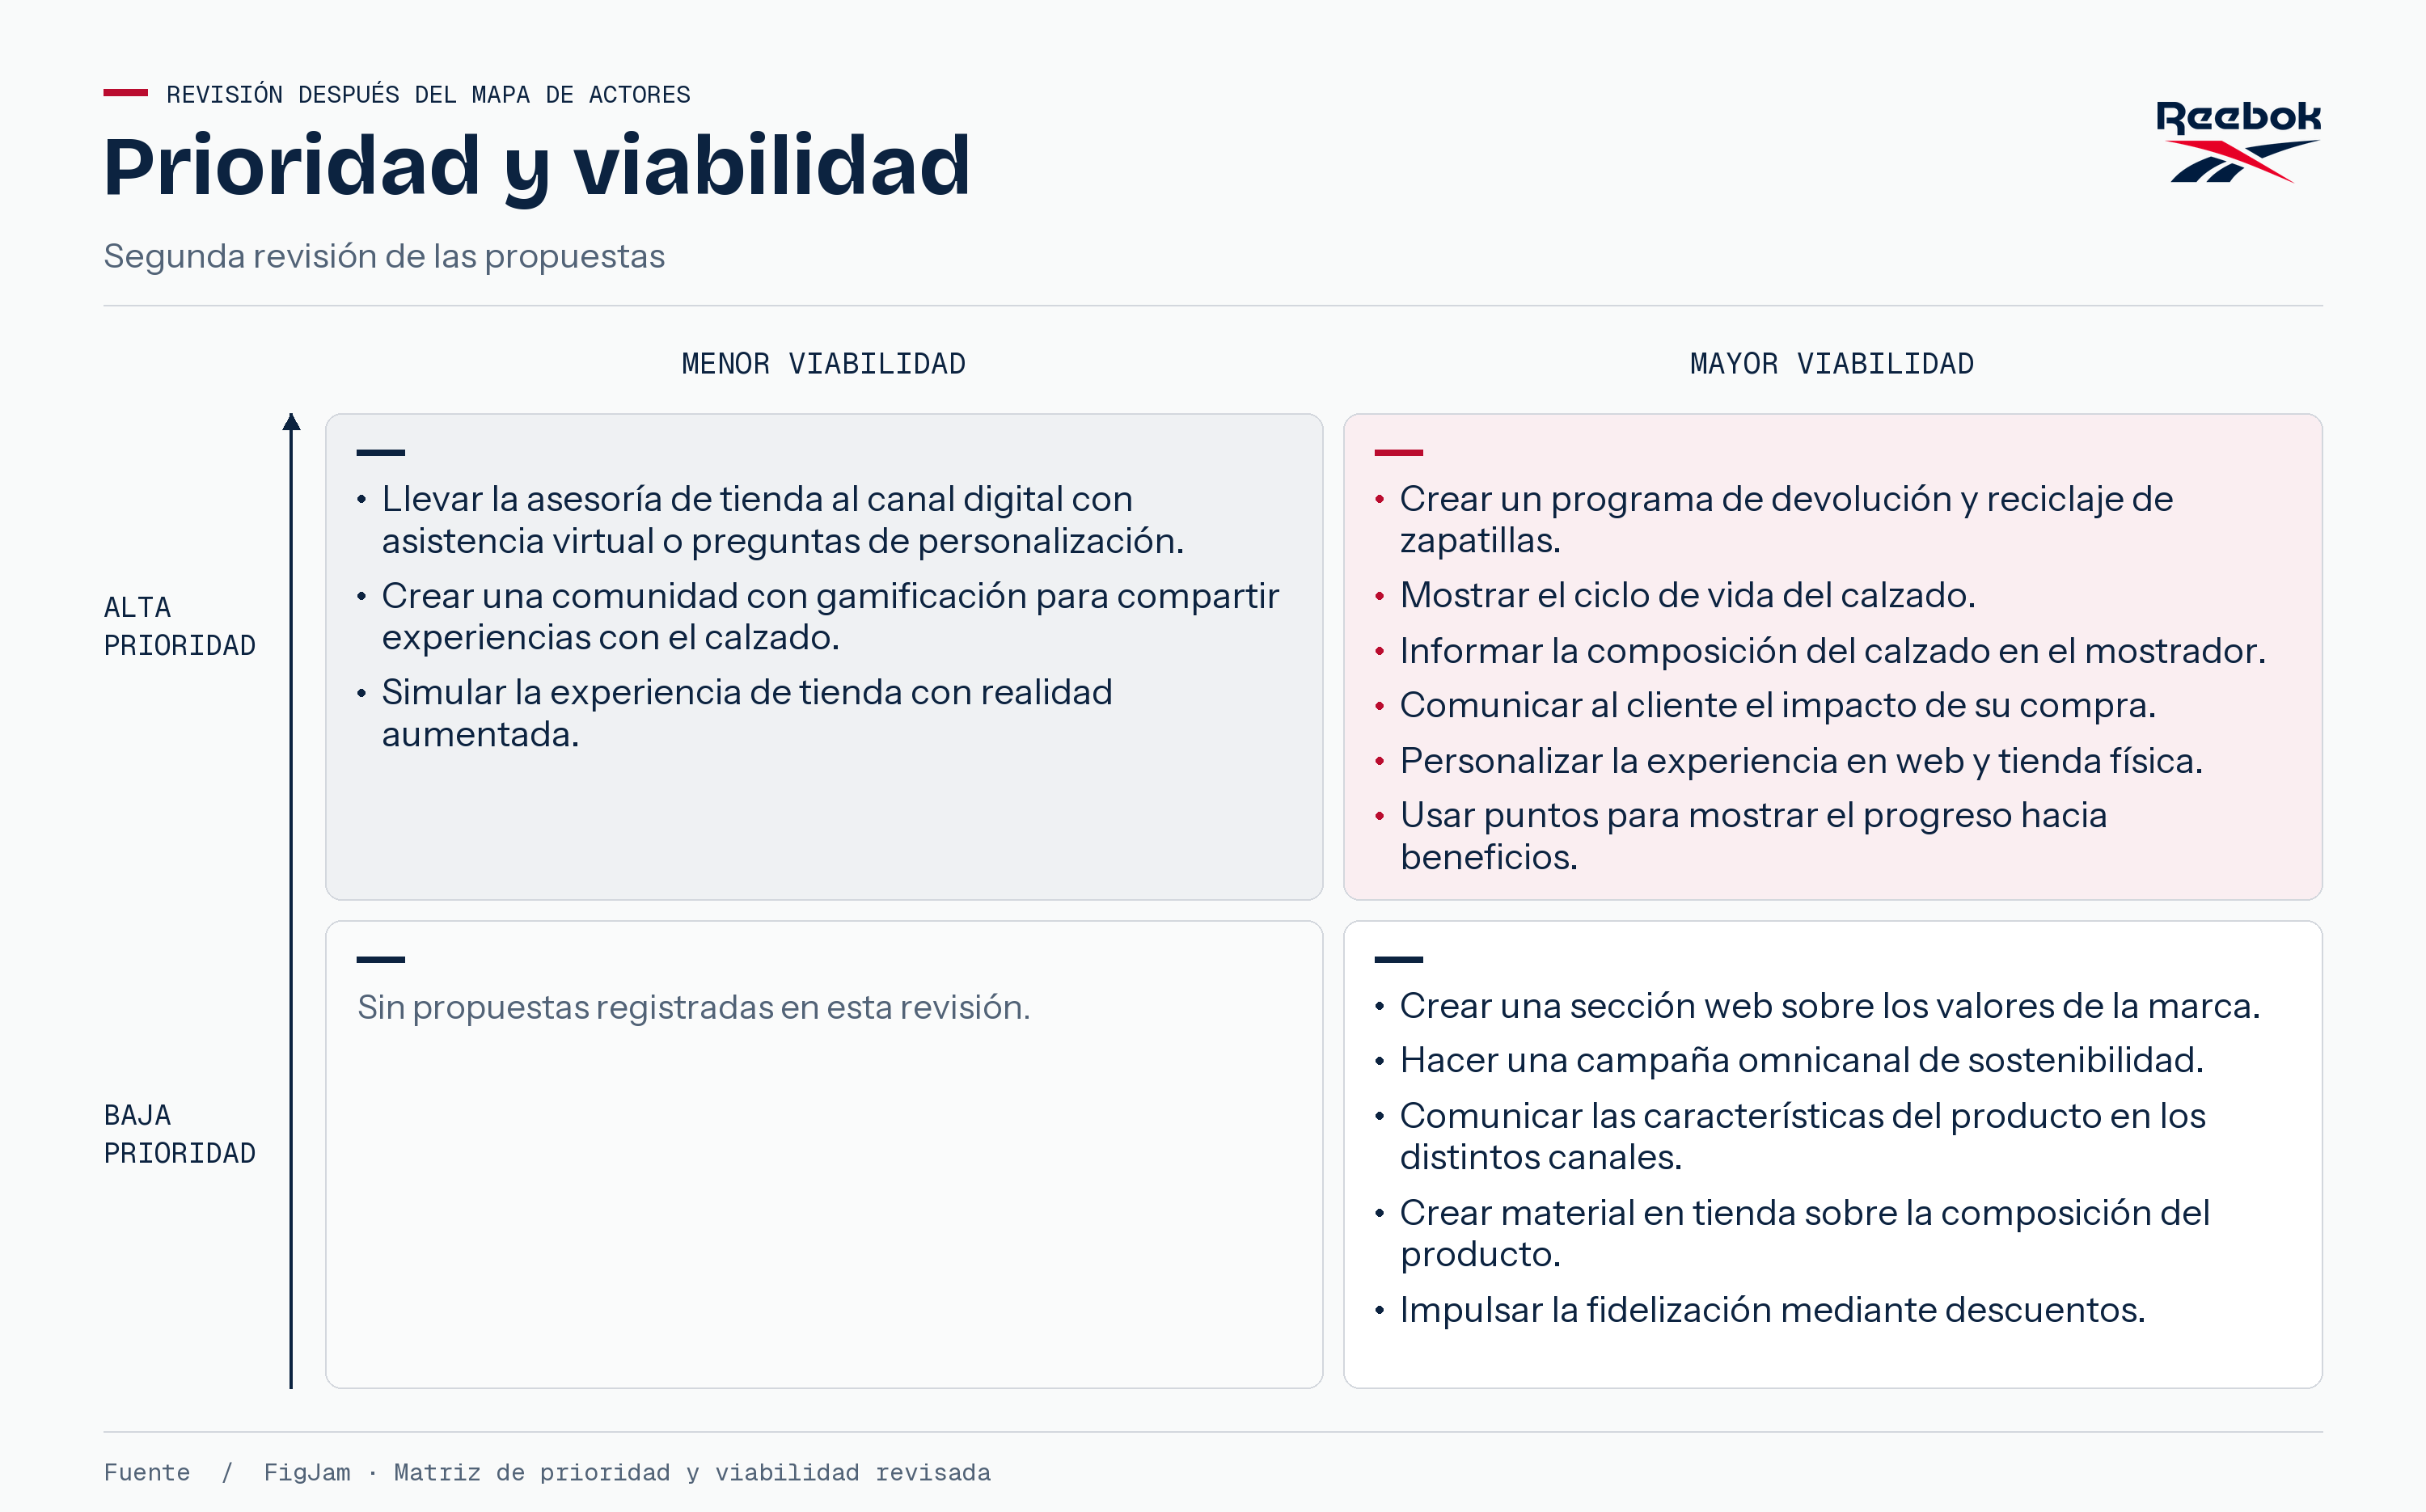 REVISIÓN DESPUÉS DEL MAPA DE ACTORES
Prioridad y viabilidad
Segunda revisión de las propuestas
Reebok
MENOR VIABILIDAD
MAYOR VIABILIDAD
ALTA
PRIORIDAD
• Llevar la asesoría de tienda al canal digital con
asistencia virtual o preguntas de personalización.
• Crear una comunidad con gamificación para compartir
experiencias con el calzado.
• Simular la experiencia de tienda con realidad
aumentada.
• Crear un programa de devolución y reciclaje de
zapatillas.
• Mostrar el ciclo de vida del calzado.
• Informar la composición del calzado en el mostrador.
• Comunicar al cliente el impacto de su compra.
• Personalizar la experiencia en web y tienda física.
• Usar puntos para mostrar el progreso hacia
beneficios.
BAJA
PRIORIDAD
Sin propuestas registradas en esta revisión.
• Crear una sección web sobre los valores de la marca.
• Hacer una campaña omnicanal de sostenibilidad.
• Comunicar las características del producto en los
distintos canales.
• Crear material en tienda sobre la composición del
producto.
• Impulsar la fidelización mediante descuentos.
Fuente / FigJam · Matriz de prioridad y viabilidad revisada